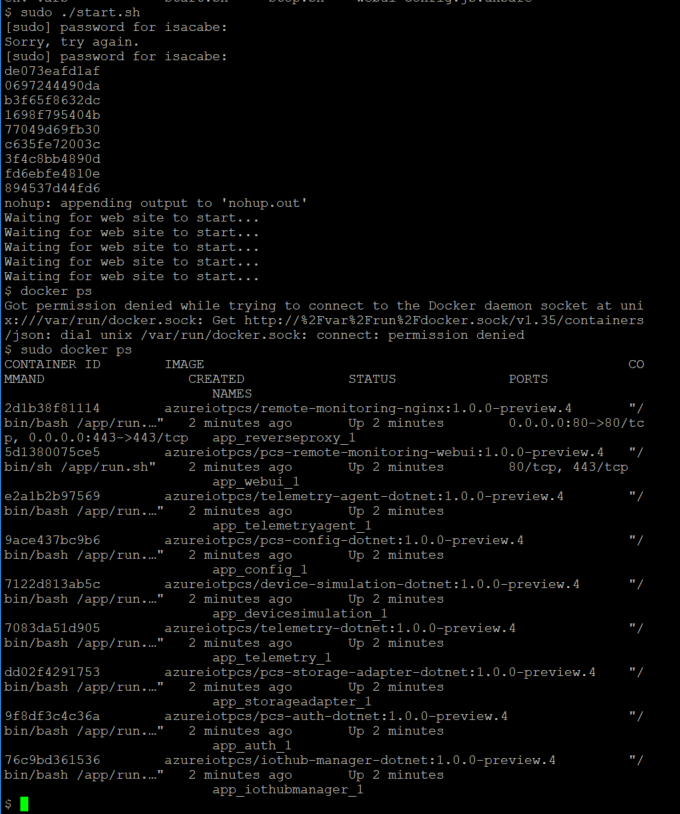 $ sudo ./start.sh
[sudo] password for isacabe:
Sorry, try again.
[sudo] password for isacabe:
de073eafd1af
0697244490da
b3f65f8632dc
1698f795404b
77049d69fb30
c635fe72003c
3f4c8bb4890d
fd6ebfe4810e
894537d44fd6
nohup: appending output to 'nohup.out'
Waiting for web site to start...
Waiting for web site to start...
Waiting for web site to start...
Waiting for web site to start...
Waiting for web site to start...
$ docker ps
Got permission denied while trying to connect to the Docker daemon socket at uni
x:///var/run/docker.sock: Get http://%2Fvar%2Frun%2Fdocker.sock/v1.35/containers
/json: dial unix /var/run/docker.sock: connect: permission denied
$ sudo docker ps
CONTAINER ID        IMAGE                                                     CO
MMAND                  CREATED             STATUS              PORTS
                          NAMES
2d1b38f81114        azureiotpcs/remote-monitoring-nginx:1.0.0-preview.4       "/
bin/bash /app/run.…"   2 minutes ago       Up 2 minutes        0.0.0.0:80->80/tc
p, 0.0.0.0:443->443/tcp   app_reverseproxy_1
5d1380075ce5        azureiotpcs/pcs-remote-monitoring-webui:1.0.0-preview.4   "/
bin/sh /app/run.sh"    2 minutes ago       Up 2 minutes        80/tcp, 443/tcp
                          app_webui_1
e2a1b2b97569        azureiotpcs/telemetry-agent-dotnet:1.0.0-preview.4        "/
bin/bash /app/run.…"   2 minutes ago       Up 2 minutes
                          app_telemetryagent_1
9ace437bc9b6        azureiotpcs/pcs-config-dotnet:1.0.0-preview.4             "/
bin/bash /app/run.…"   2 minutes ago       Up 2 minutes
                          app_config_1
7122d813ab5c        azureiotpcs/device-simulation-dotnet:1.0.0-preview.4      "/
bin/bash /app/run.…"   2 minutes ago       Up 2 minutes
                          app_devicesimulation_1
7083da51d905        azureiotpcs/telemetry-dotnet:1.0.0-preview.4              "/
bin/bash /app/run.…"   2 minutes ago       Up 2 minutes
                          app_telemetry_1
dd02f4291753        azureiotpcs/pcs-storage-adapter-dotnet:1.0.0-preview.4    "/
bin/bash /app/run.…"   2 minutes ago       Up 2 minutes
                          app_storageadapter_1
9f8df3c4c36a        azureiotpcs/pcs-auth-dotnet:1.0.0-preview.4               "/
bin/bash /app/run.…"   2 minutes ago       Up 2 minutes
                          app_auth_1
76c9bd361536        azureiotpcs/iothub-manager-dotnet:1.0.0-preview.4         "/
bin/bash /app/run.…"   2 minutes ago       Up 2 minutes
                          app_iothubmanager_1
$